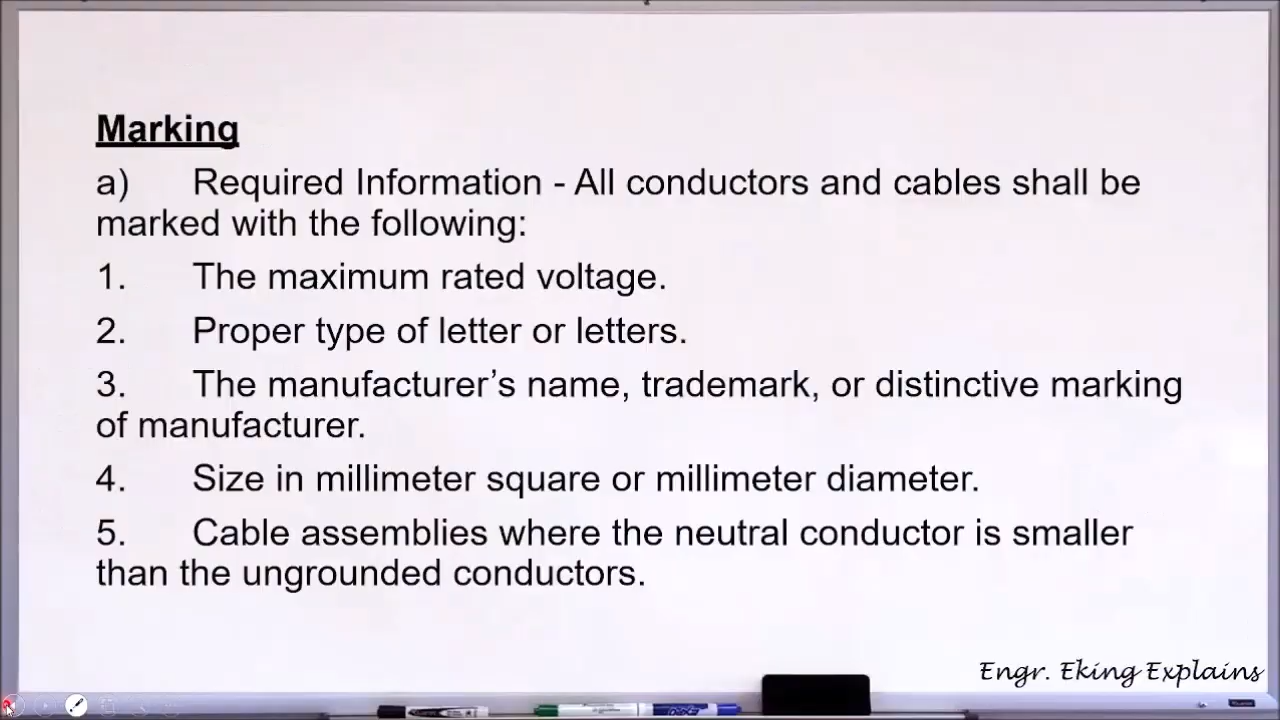 Marking
a) Required Information - All conductors and cables shall be
marked with the following:
1. The maximum rated voltage.
2. Proper type of letter or letters.
3. The manufacturer’s name, trademark, or distinctive marking
of manufacturer.
4. Size in millimeter square or millimeter diameter.
5. Cable assemblies where the neutral conductor is smaller
than the ungrounded conductors.
Engr. Eking Explains